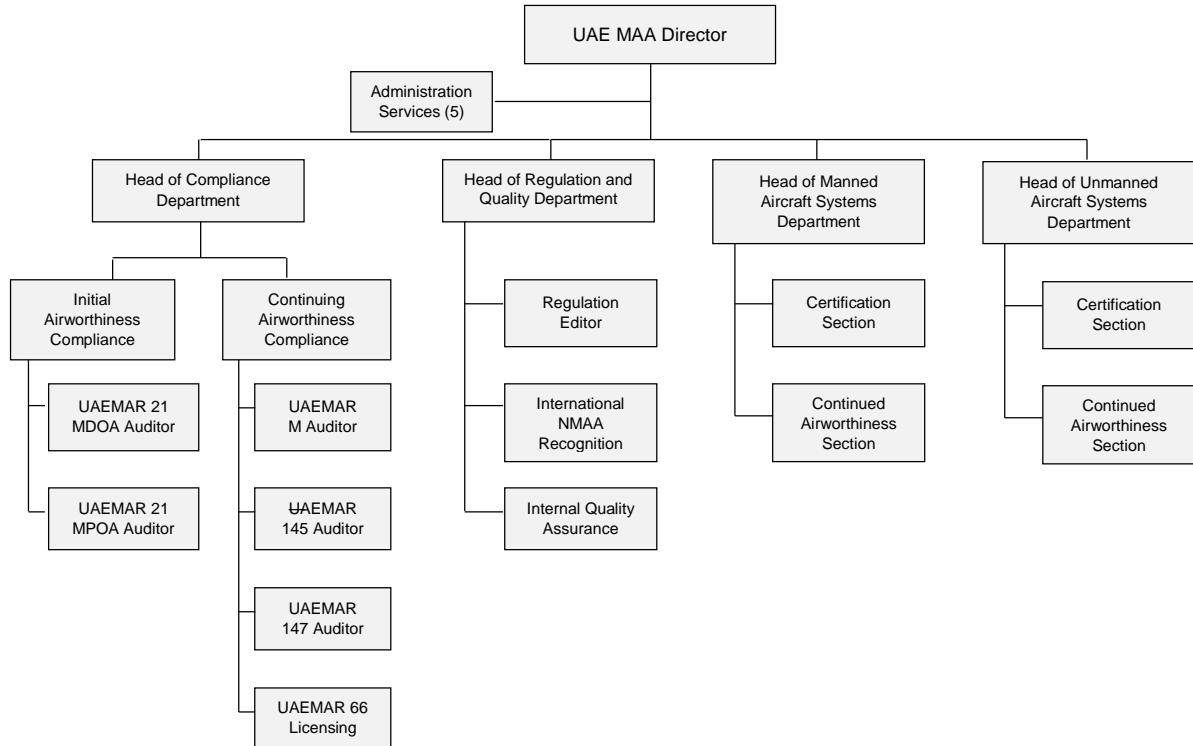 UAE MAA Director
Administration
Services (5)
Head of Compliance
Department
Head of Regulation and
Quality Department
Head of Manned
Aircraft Systems
Department
Head of Unmanned
Aircraft Systems
Department
Initial
Airworthiness
Compliance
Continuing
Airworthiness
Compliance
Regulation
Editor
Certification
Section
Certification
Section
UAEMAR 21
MDOA Auditor
UAEMAR
M Auditor
International
NMAA
Recognition
Continued
Airworthiness
Section
Continued
Airworthiness
Section
UAEMAR 21
MPOA Auditor
UAEMAR
145 Auditor
Internal Quality
Assurance
UAEMAR
147 Auditor
UAEMAR 66
Licensing